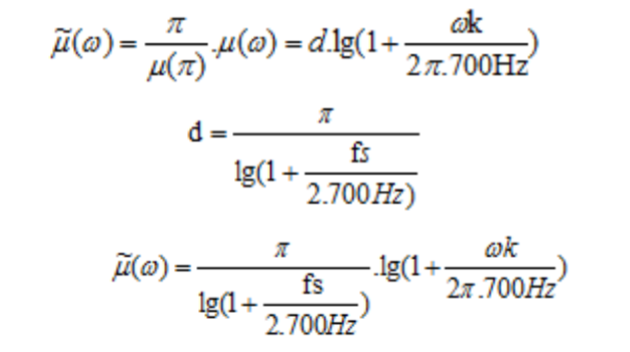 μ̃(ω) = π/μ(π) .μ(ω) = d.lg(1+ ωk/2π.700Hz)
d = π/lg(1+ fs/2.700Hz)
μ̃(ω) = π/lg(1+ fs/2.700Hz) .lg(1+ ωk/2π.700Hz)